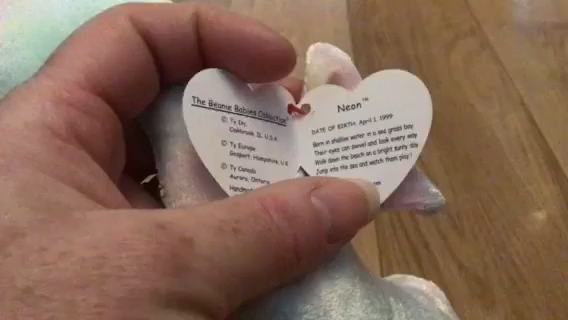 The Beanie Babies Collection
© Ty Inc.
Oakbrook, IL. U.S.A.
© Ty Europe
Gosport, Hampshire, U.K
© Ty Canada
Aurora, Ontario
Handmade
Neon™
DATE OF BIRTH: April 1, 1999
Born in shallow water in a sea grass bay
Their eyes can swivel and look every way
Walk down the beach on a bright sunny day
Jump into the sea and watch them play!